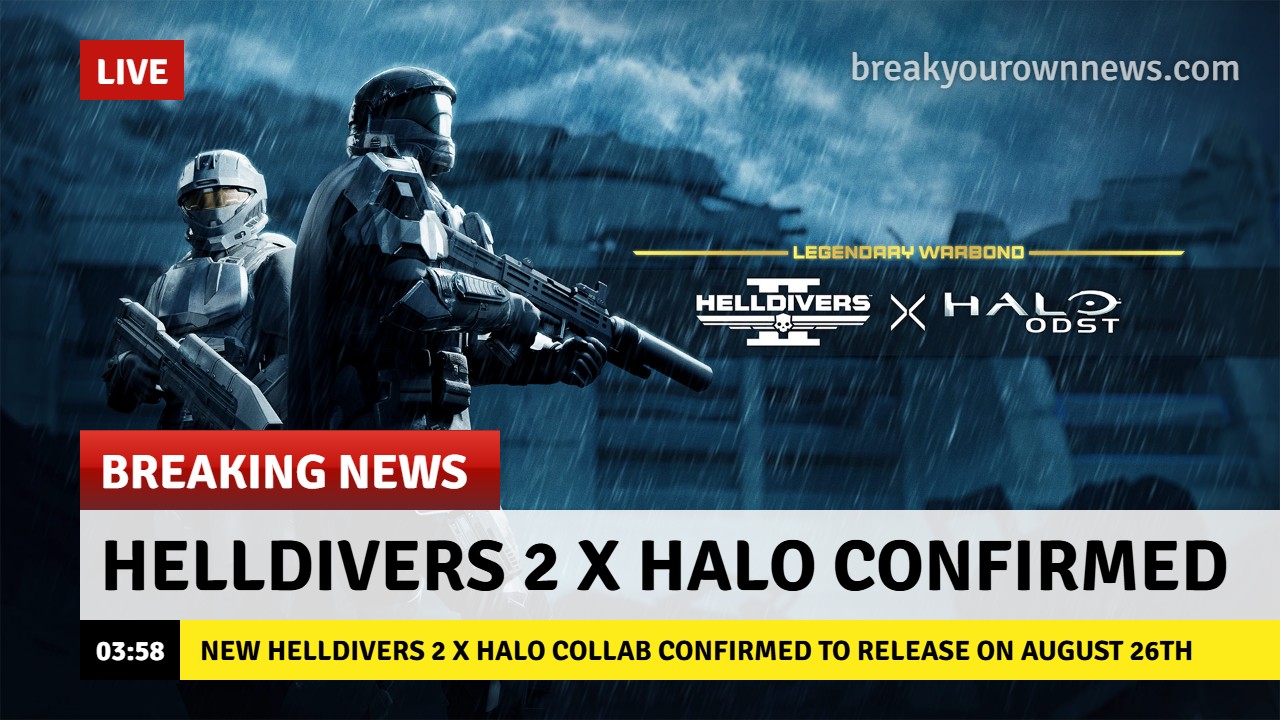 LIVE
breakyourownnews.com
LEGENDARY WARBOND
HELLDIVERS II X HALO
ODST
BREAKING NEWS
HELLDIVERS 2 X HALO CONFIRMED
03:58 NEW HELLDIVERS 2 X HALO COLLAB CONFIRMED TO RELEASE ON AUGUST 26TH